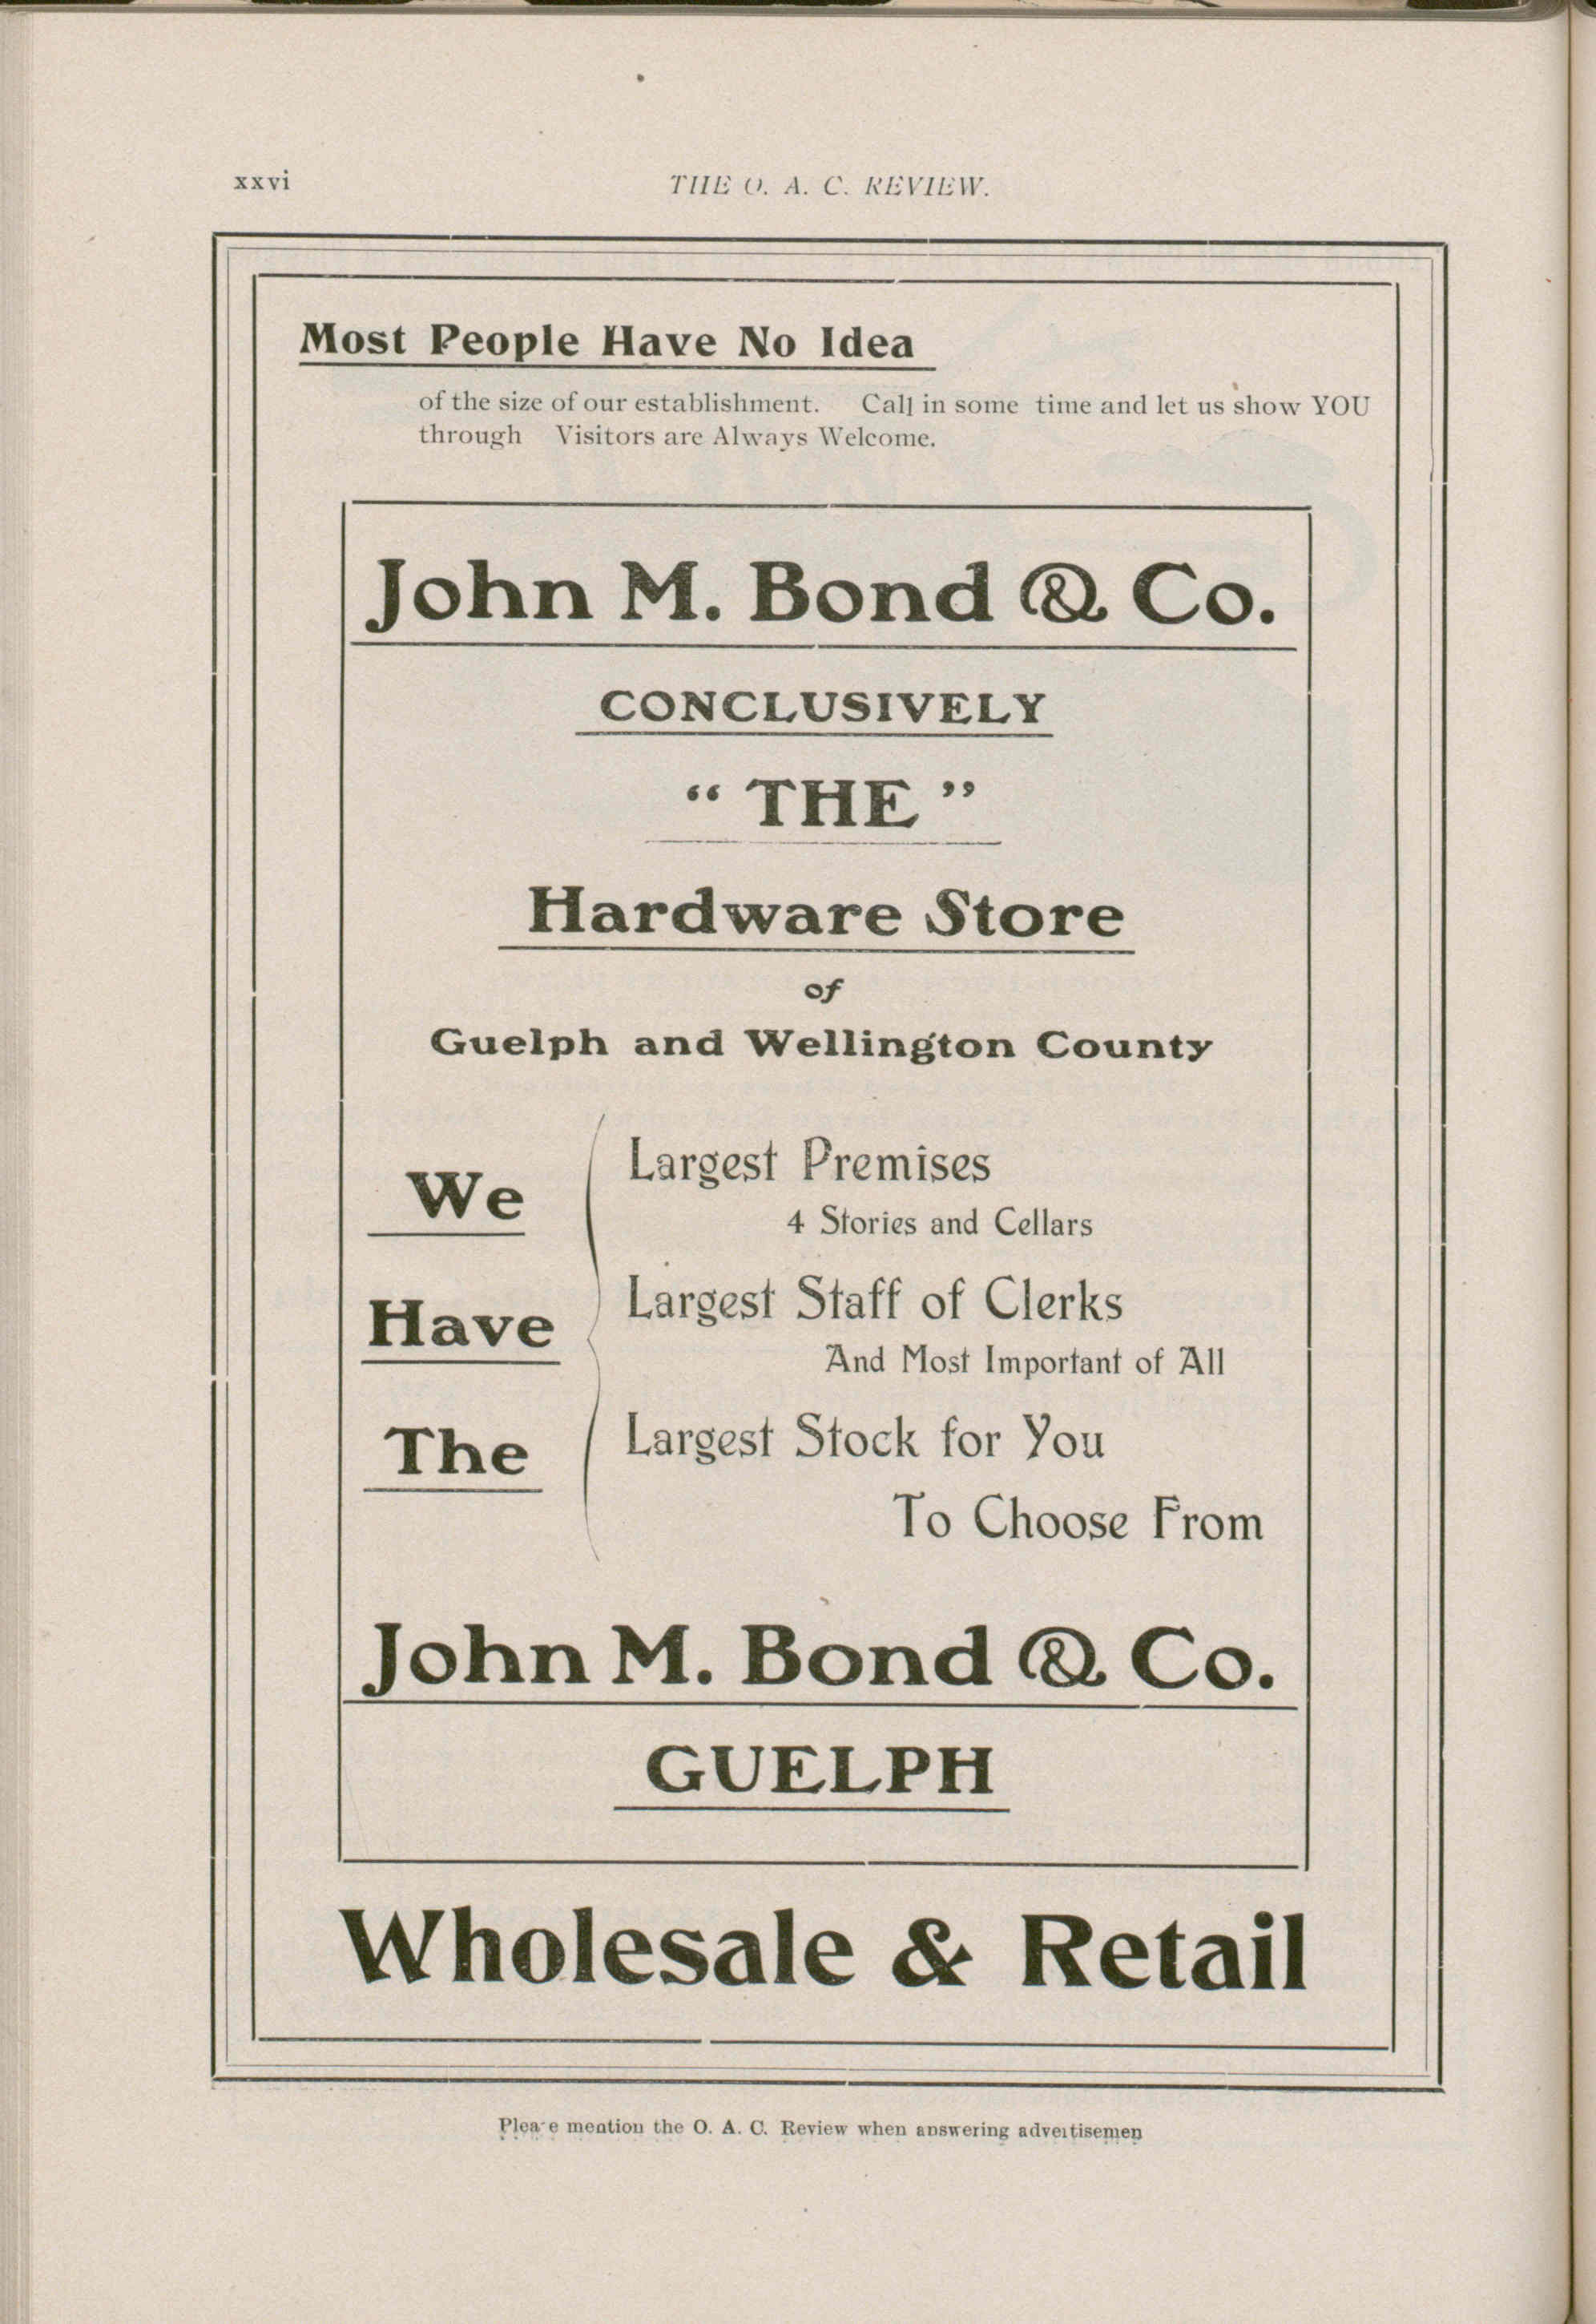 xxvi
THE O. A. C. REVIEW.
Most People Have No Idea
of the size of our establishment. Call in some time and let us show YOU
through Visitors are Always Welcome.
John M. Bond & Co.
CONCLUSIVELY
“ THE ”
Hardware Store
of
Guelph and Wellington County
We
Have
The
Largest Premises
4 Stories and Cellars
Largest Staff of Clerks
And Most Important of All
Largest Stock for You
To Choose From
John M. Bond & Co.
GUELPH
Wholesale & Retail
Plea-e mention the O. A. C. Review when answering advertisemen